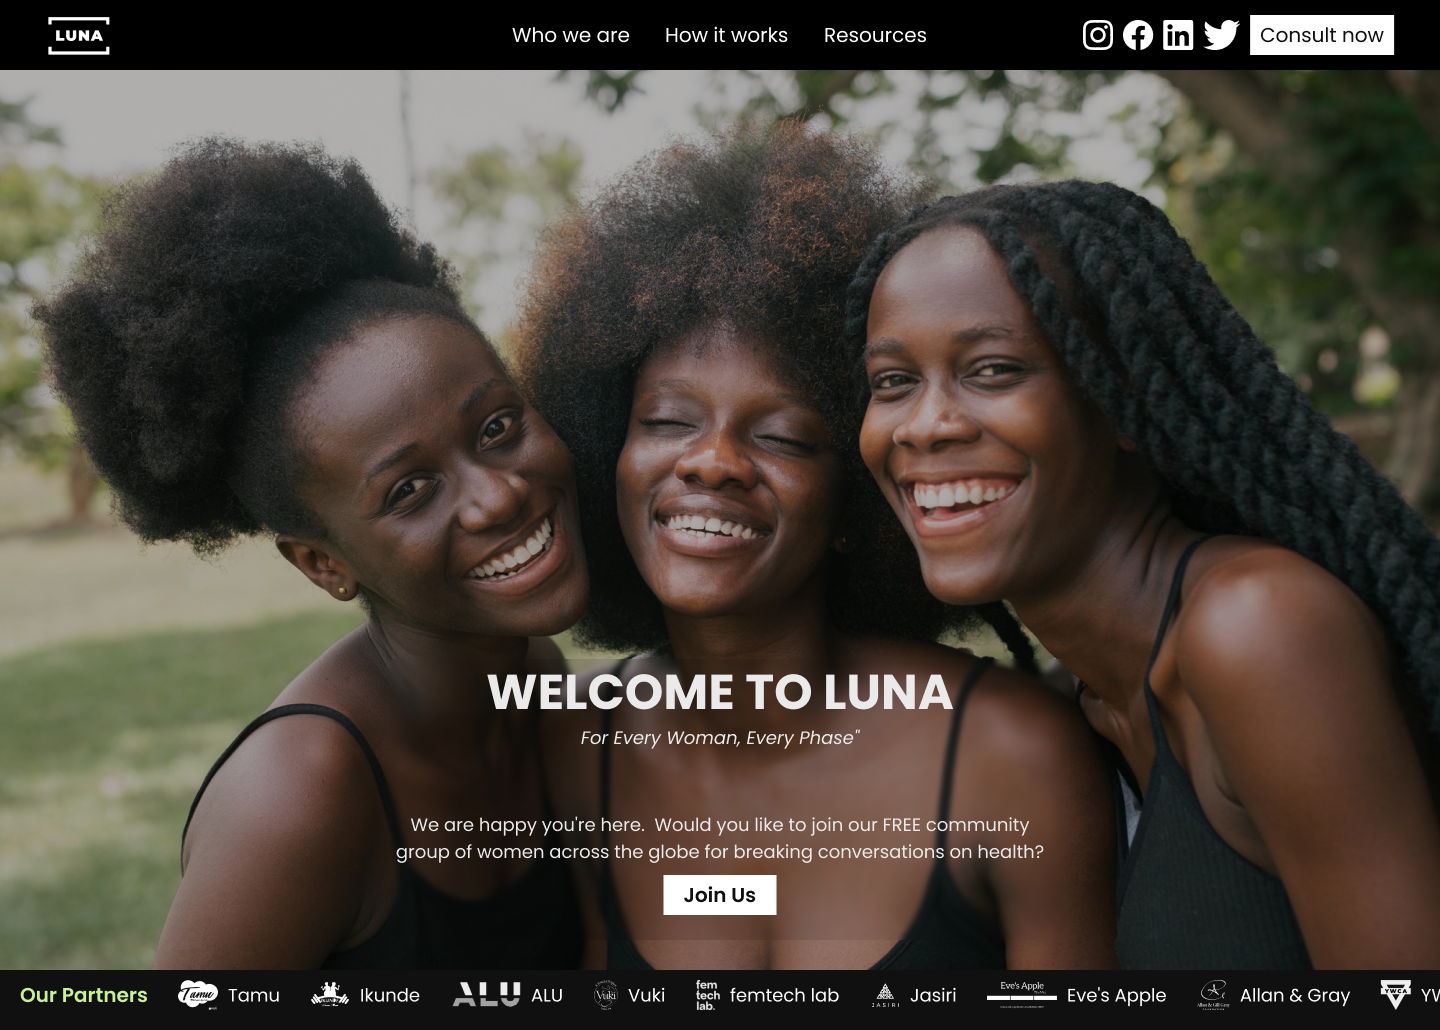 LUNA
Who we are
How it works
Resources
Consult now
WELCOME TO LUNA
For Every Woman, Every Phase"
We are happy you're here. Would you like to join our FREE community
group of women across the globe for breaking conversations on health?
Join Us
Our Partners
Tamu
Tamu
Ikunde
ALU
ALU
Vuki
Vuki
fem
tech
lab.
femtech lab
JASIRI
Jasiri
Eve's Apple
Eve's Apple
Allan & Gray
YWCA
YW